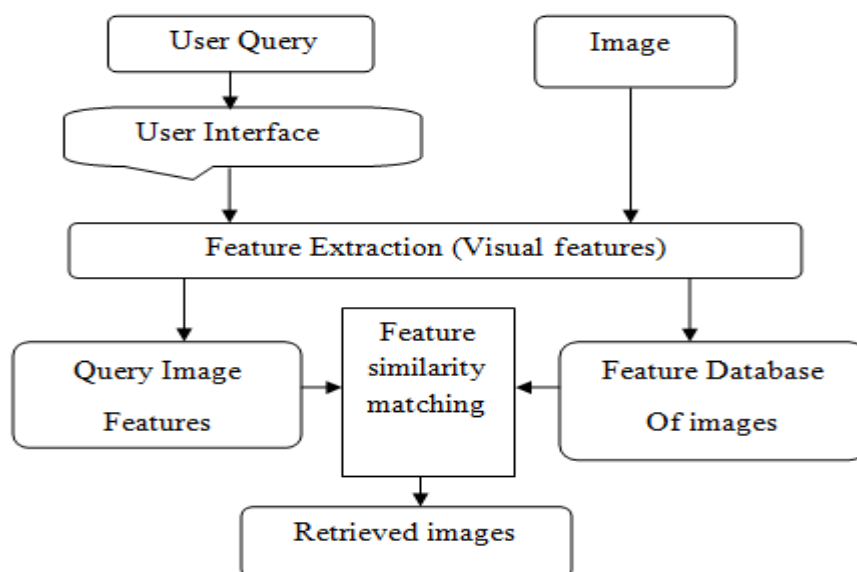 User Query
Image
User Interface
Feature Extraction (Visual features)
Query Image
Features
Feature
similarity
matching
Feature Database
Of images
Retrieved images